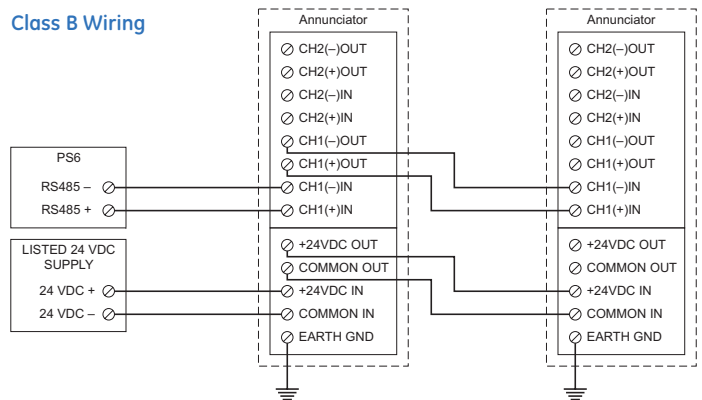 Class B Wiring
Annunciator
CH2(–)OUT
CH2(+)OUT
CH2(–)IN
CH2(+)IN
CH1(–)OUT
CH1(+)OUT
CH1(–)IN
CH1(+)IN
+24VDC OUT
COMMON OUT
+24VDC IN
COMMON IN
EARTH GND
Annunciator
CH2(–)OUT
CH2(+)OUT
CH2(–)IN
CH2(+)IN
CH1(–)OUT
CH1(+)OUT
CH1(–)IN
CH1(+)IN
+24VDC OUT
COMMON OUT
+24VDC IN
COMMON IN
EARTH GND
PS6
RS485 –
RS485 +
LISTED 24 VDC
SUPPLY
24 VDC +
24 VDC –